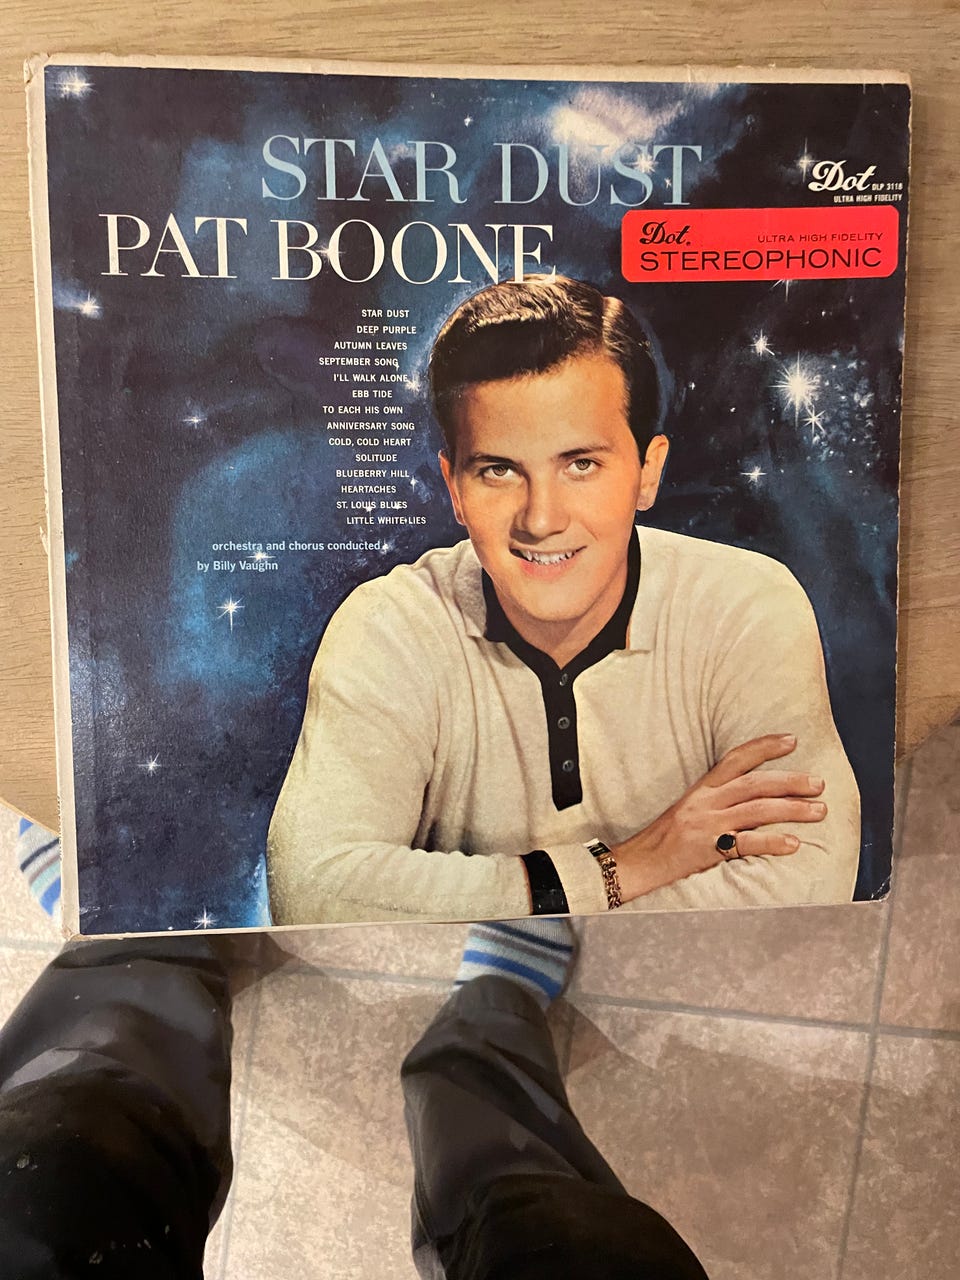 STAR DUST
PAT BOONE
Dot DLP 3118
ULTRA HIGH FIDELITY
Dot. ULTRA HIGH FIDELITY
STEREOPHONIC
STAR DUST
DEEP PURPLE
AUTUMN LEAVES
SEPTEMBER SONG
I'LL WALK ALONE
EBB TIDE
TO EACH HIS OWN
ANNIVERSARY SONG
COLD, COLD HEART
SOLITUDE
BLUEBERRY HILL
HEARTACHES
ST. LOUIS BLUES
LITTLE WHITE LIES
orchestra and chorus conducted
by Billy Vaughn